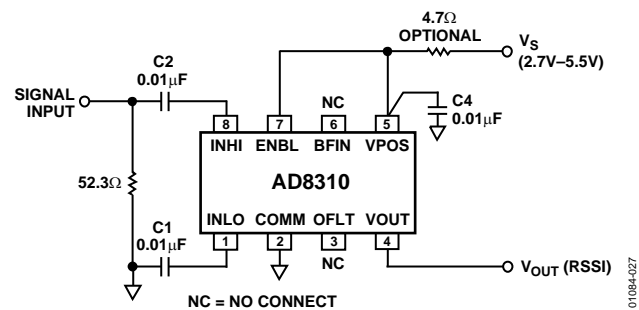 4.7Ω
OPTIONAL
VS
(2.7V–5.5V)
C2
0.01μF
SIGNAL
INPUT
NC
C4
0.01μF
8
7
6
5
INHI
ENBL
BFIN
VPOS
AD8310
52.3Ω
C1
0.01μF
INLO
COMM
OFLT
VOUT
1
2
3
4
NC
VOUT (RSSI)
NC = NO CONNECT
01084-027